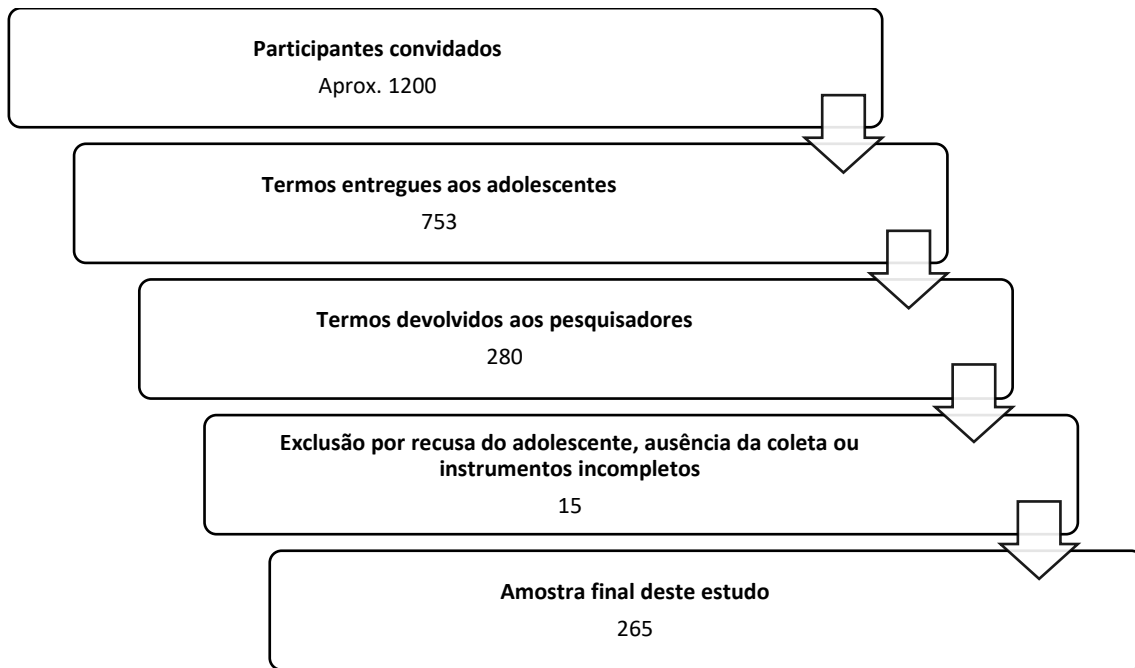 Participantes convidados
Aprox. 1200
Termos entregues aos adolescentes
753
Termos devolvidos aos pesquisadores
280
Exclusão por recusa do adolescente, ausência da coleta ou
instrumentos incompletos
15
Amostra final deste estudo
265